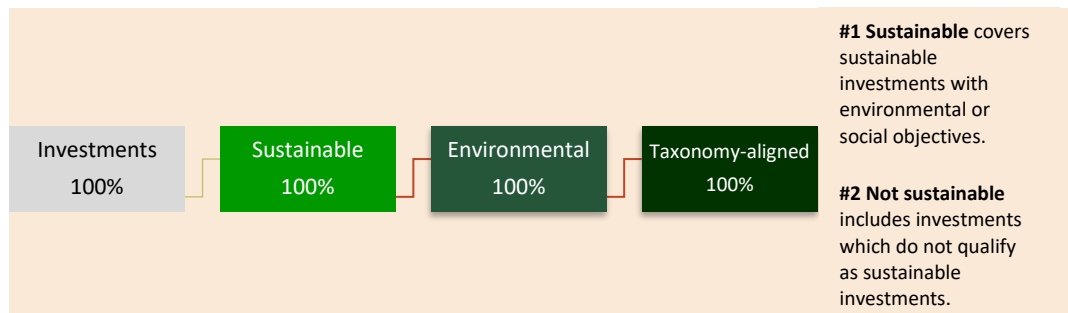 Investments
100%
Sustainable
100%
Environmental
100%
Taxonomy-aligned
100%
#1 Sustainable covers
sustainable
investments with
environmental or
social objectives.
#2 Not sustainable
includes investments
which do not qualify
as sustainable
investments.